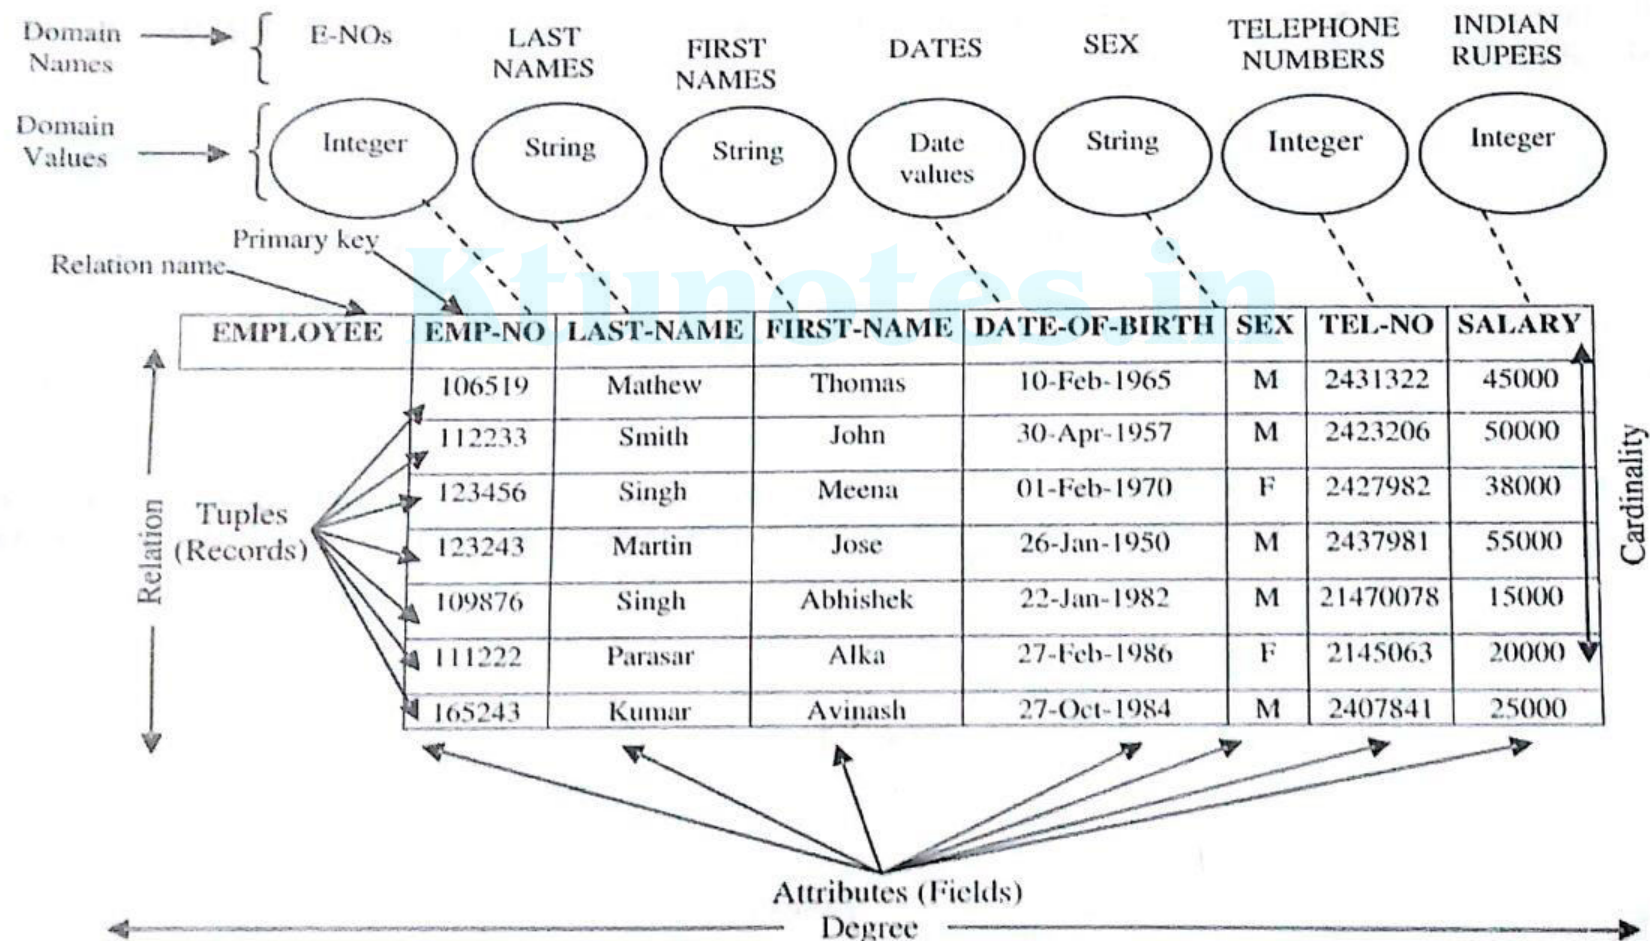 Domain Names
E-NOs
LAST NAMES
FIRST NAMES
DATES
SEX
TELEPHONE NUMBERS
INDIAN RUPEES
Domain Values
Integer
String
String
Date values
String
Integer
Integer
Primary key
Relation name
Ktunotes.in
EMPLOYEE EMP-NO LAST-NAME FIRST-NAME DATE-OF-BIRTH SEX TEL-NO SALARY
106519 Mathew Thomas 10-Feb-1965 M 2431322 45000
112233 Smith John 30-Apr-1957 M 2423206 50000
123456 Singh Meena 01-Feb-1970 F 2427982 38000
123243 Martin Jose 26-Jan-1950 M 2437981 55000
109876 Singh Abhishek 22-Jan-1982 M 21470078 15000
111222 Parasar Alka 27-Feb-1986 F 2145063 20000
165243 Kumar Avinash 27-Oct-1984 M 2407841 25000
Relation
Tuples
(Records)
Cardinality
Attributes (Fields)
Degree